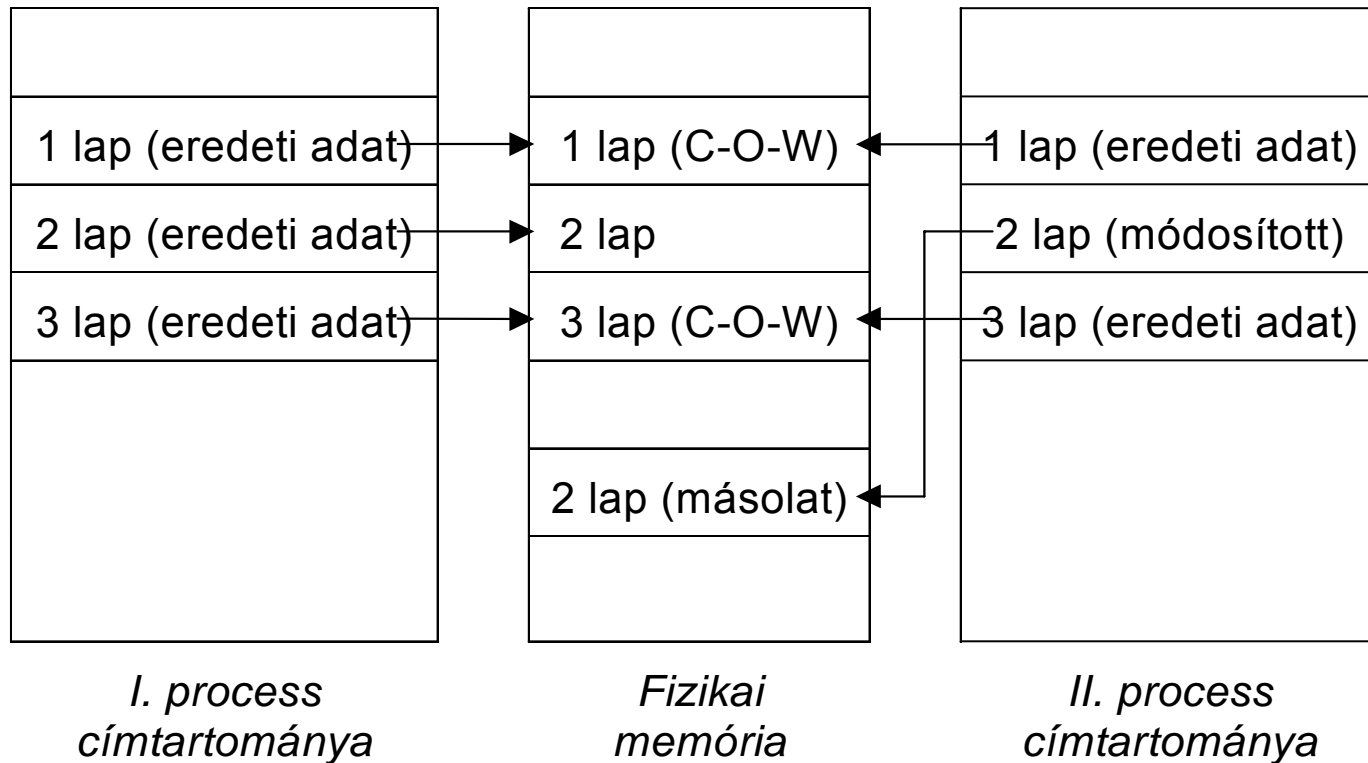 1 lap (eredeti adat)
1 lap (C-O-W)
1 lap (eredeti adat)
2 lap (eredeti adat)
2 lap
2 lap (módosított)
3 lap (eredeti adat)
3 lap (C-O-W)
3 lap (eredeti adat)
2 lap (másolat)
I. process
címtartománya
Fizikai
memória
II. process
címtartománya